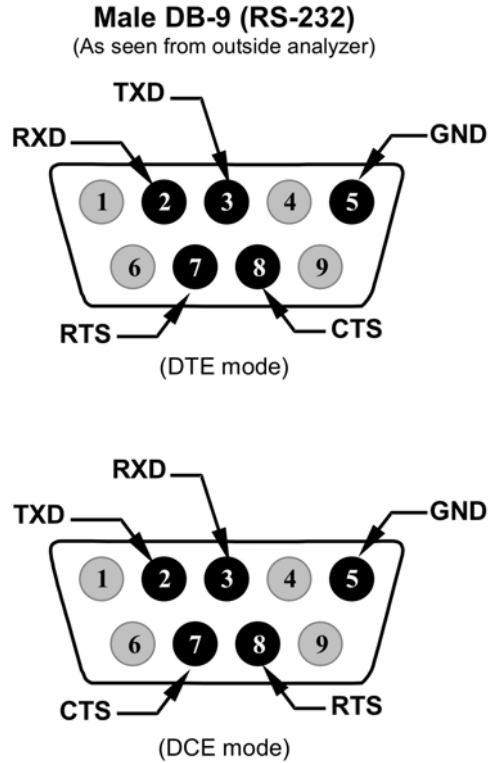 Male DB-9 (RS-232)
(As seen from outside analyzer)
TXD
RXD
GND
1 2 3 4 5
6 7 8 9
RTS
CTS
(DTE mode)
RXD
TXD
GND
1 2 3 4 5
6 7 8 9
CTS
RTS
(DCE mode)